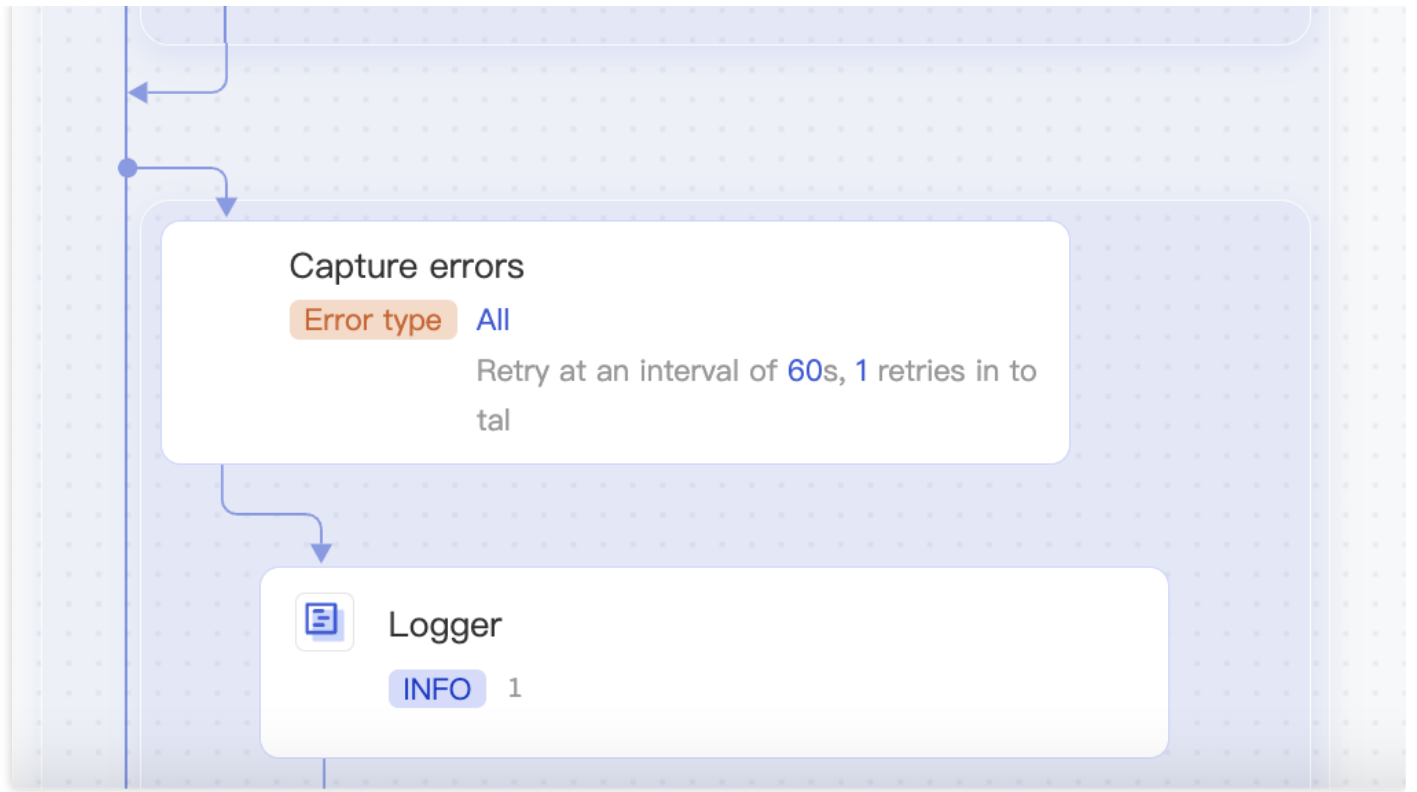 Capture errors
Error type All
Retry at an interval of 60s, 1 retries in to
tal
Logger
INFO 1